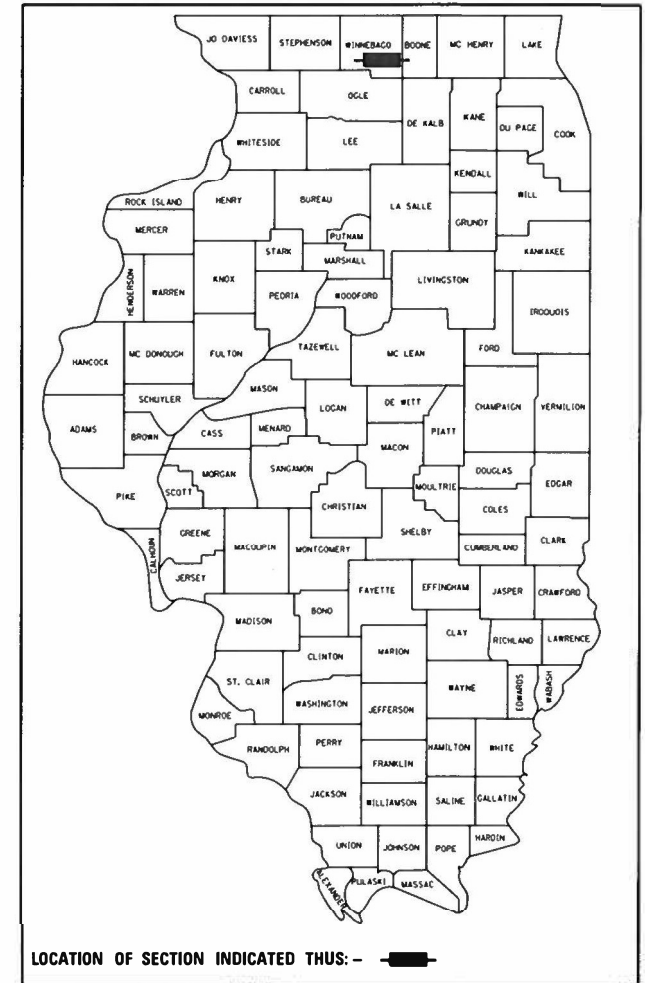 JO DAVIESS STEPHENSON WINNEBAGO BOONE MC HENRY LAKE
CARROLL OGLE DE KALB KANE DU PAGE COOK
WHITESIDE LEE
KENDALL WILL
ROCK ISLAND HENRY BUREAU LA SALLE GRUNDY
MERCER PUTNAM KANKAKEE
STARK MARSHALL
HENDERSON WARREN KNOX PEORIA WOODFORD LIVINGSTON IROQUOIS
HANCOCK MC DONOUGH FULTON TAZEWELL MC LEAN FORD
MASON
SCHUYLER LOGAN DE WITT CHAMPAIGN VERMILION
ADAMS BROWN CASS MENARD PIATT
MACON
MORGAN SANGAMON DOUGLAS EDGAR
PIKE SCOTT CHRISTIAN MOULTRIE COLES
GREENE MACOUPIN MONTGOMERY SHELBY CUMBERLAND CLARK
CALHOUN JERSEY
FAYETTE EFFINGHAM JASPER CRAWFORD
MADISON BOND
CLINTON MARION CLAY RICHLAND LAWRENCE
ST. CLAIR WAYNE EDWARDS WABASH
MONROE WASHINGTON JEFFERSON
RANDOLPH PERRY FRANKLIN HAMILTON WHITE
JACKSON WILLIAMSON SALINE GALLATIN
UNION JOHNSON POPE HARDIN
ALEXANDER PULASKI MASSAC
LOCATION OF SECTION INDICATED THUS: –